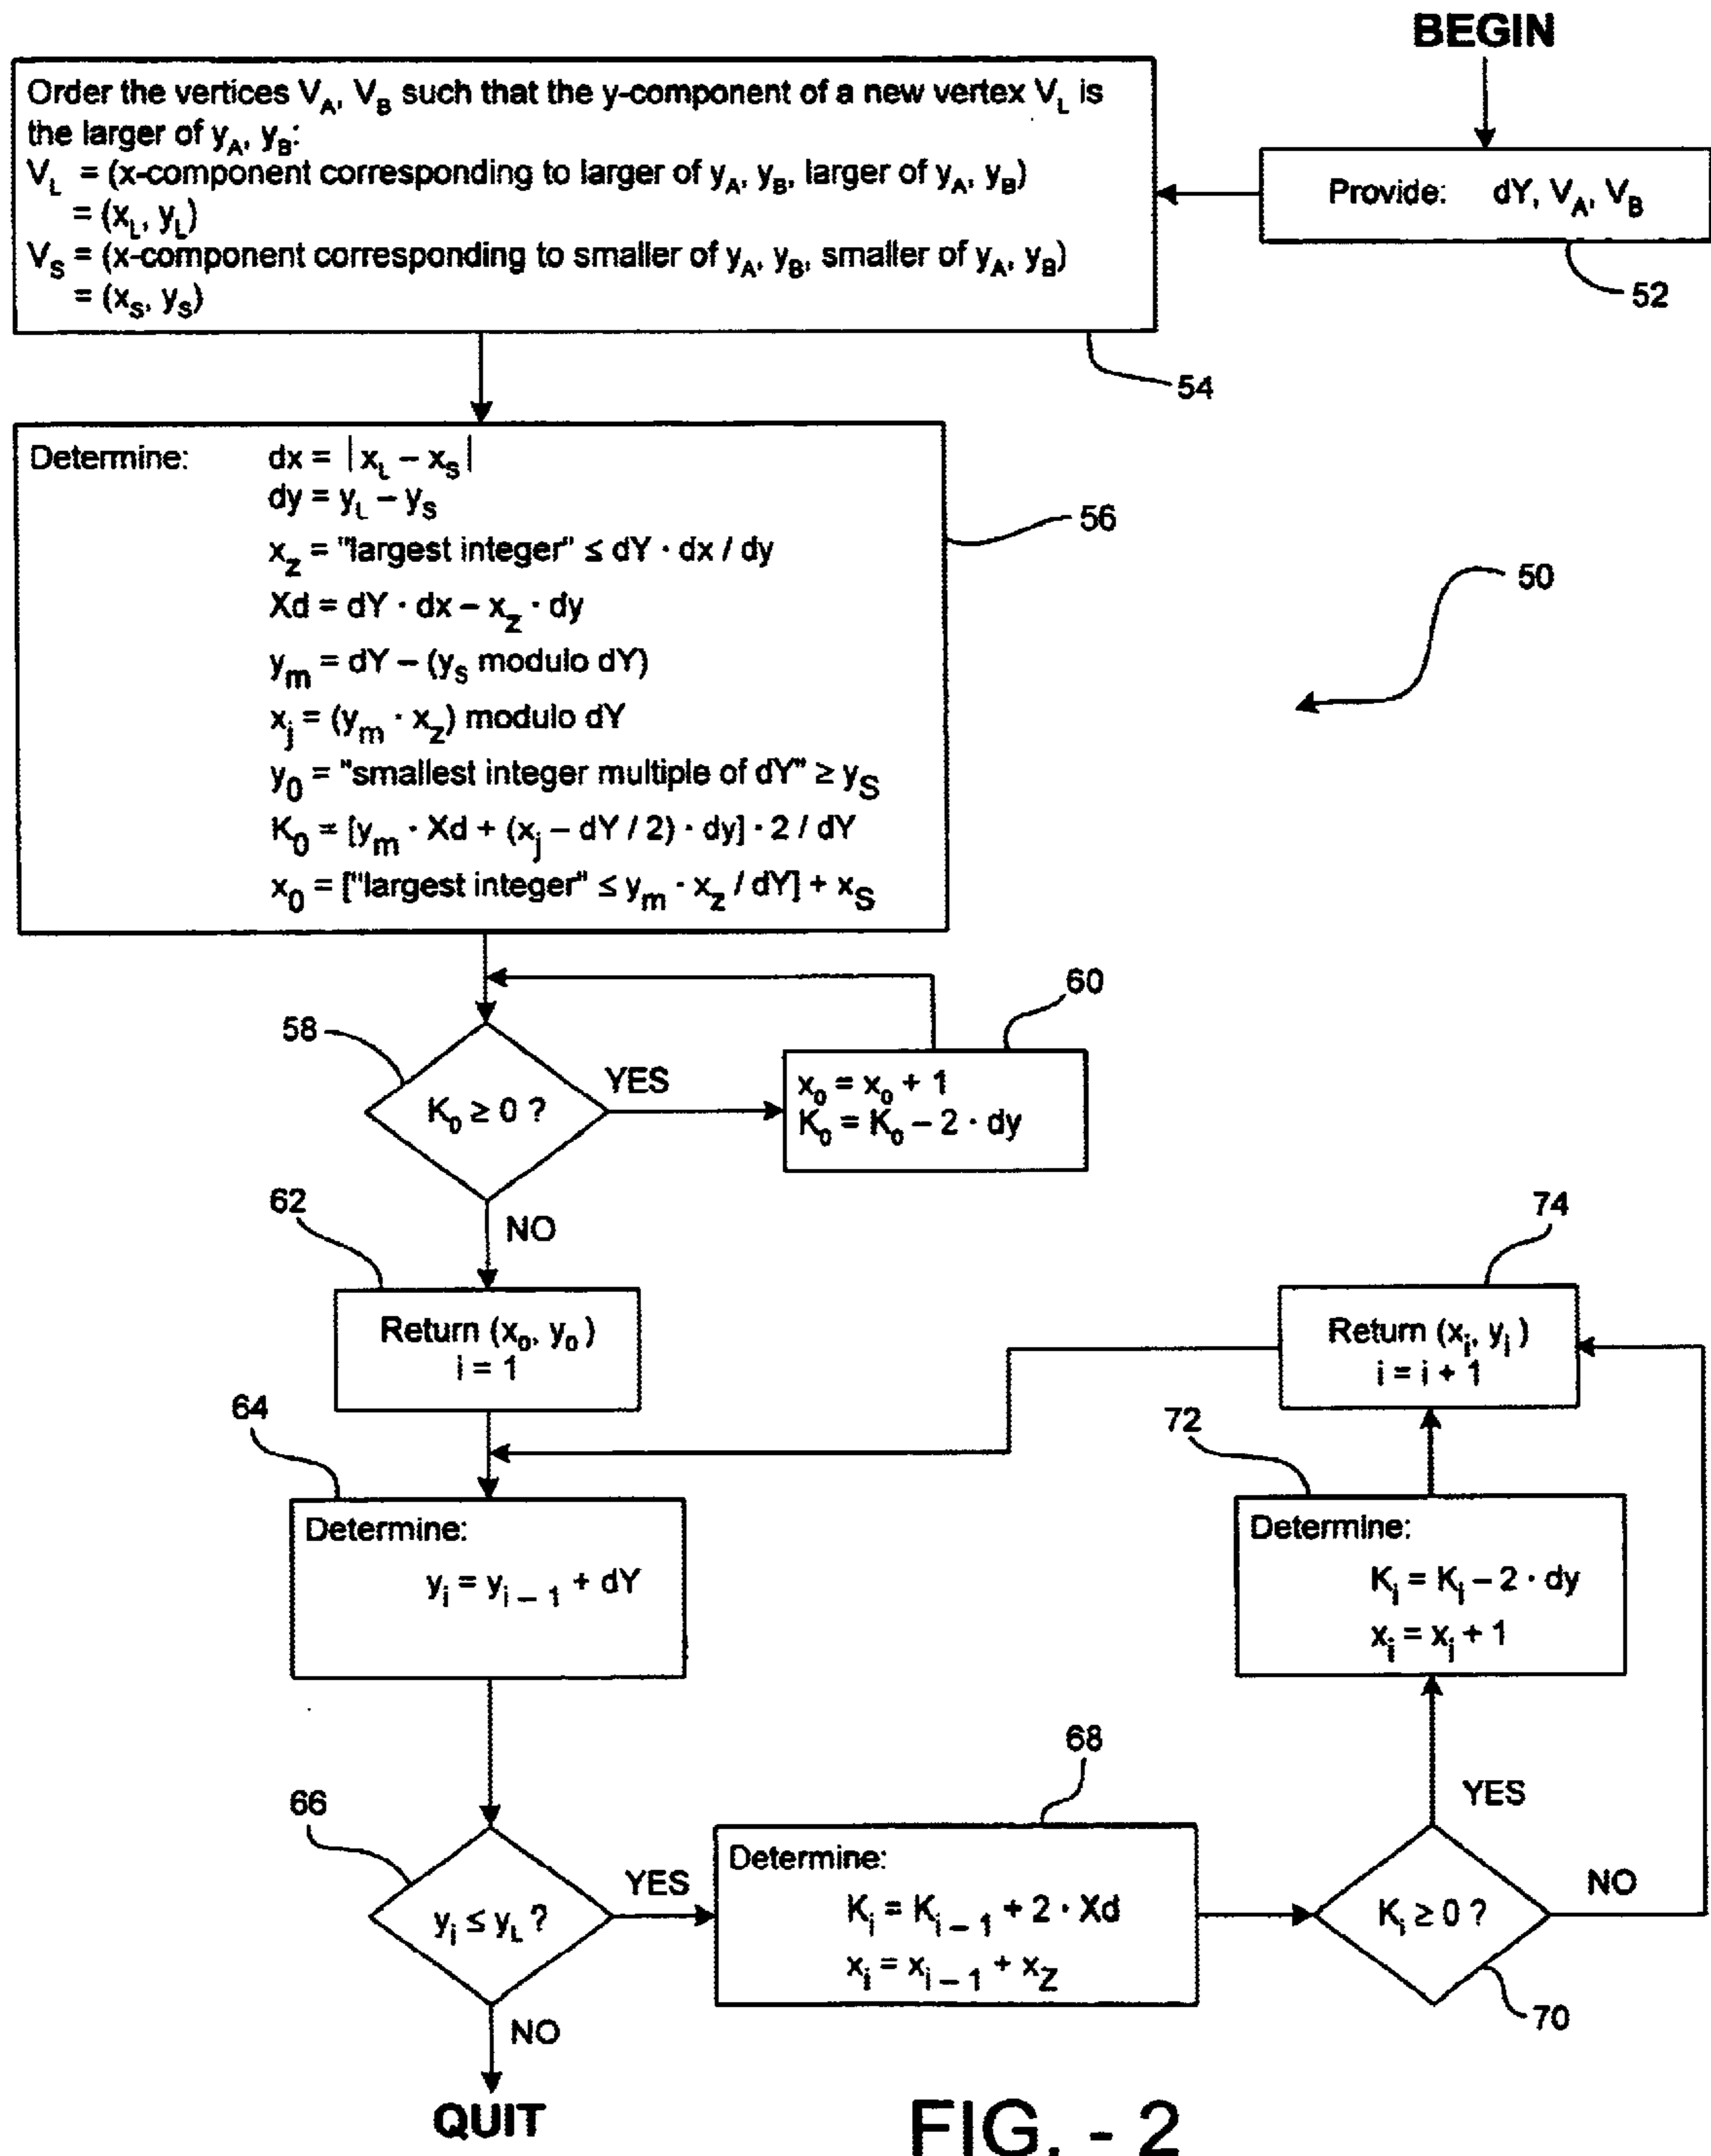 BEGIN
Provide: dY, V_A, V_B
52
Order the vertices V_A, V_B such that the y-component of a new vertex V_L is
the larger of y_A, y_B:
V_L = (x-component corresponding to larger of y_A, y_B, larger of y_A, y_B)
= (x_L, y_L)
V_S = (x-component corresponding to smaller of y_A, y_B, smaller of y_A, y_B)
= (x_S, y_S)
54
Determine: dx = |x_L – x_S|
dy = y_L – y_S
x_z = "largest integer" ≤ dY · dx / dy
Xd = dY · dx – x_z · dy
y_m = dY – (y_s modulo dY)
x_j = (y_m · x_z) modulo dY
y_0 = "smallest integer multiple of dY" ≥ y_S
K_0 = [y_m · Xd + (x_j – dY / 2) · dy] · 2 / dY
x_0 = ["largest integer" ≤ y_m · x_z / dY] + x_S
56
50
58
K_0 ≥ 0 ?
YES
60
x_0 = x_0 + 1
K_0 = K_0 – 2 · dy
NO
62
Return (x_0, y_0)
i = 1
64
Determine:
y_i = y_{i – 1} + dY
66
y_i ≤ y_L ?
YES
NO
QUIT
68
Determine:
K_i = K_{i – 1} + 2 · Xd
x_i = x_{i – 1} + x_Z
70
K_i ≥ 0 ?
YES
NO
72
Determine:
K_i = K_i – 2 · dy
x_i = x_i + 1
74
Return (x_i, y_i)
i = i + 1
FIG. - 2